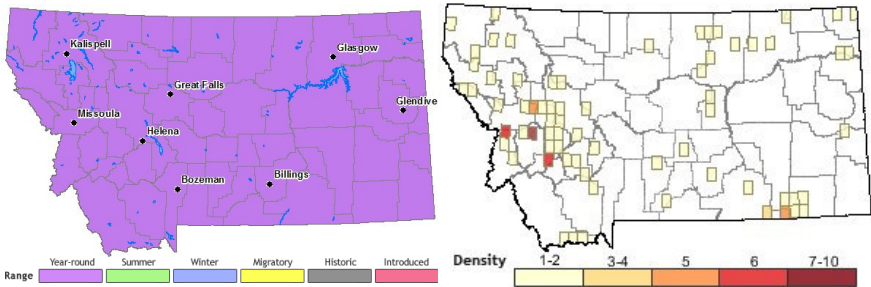 Kalispell
Glasgow
Great Falls
Glendive
Missoula
Helena
Bozeman
Billings
Range Year-round Summer Winter Migratory Historic Introduced
Density 1-2 3-4 5 6 7-10